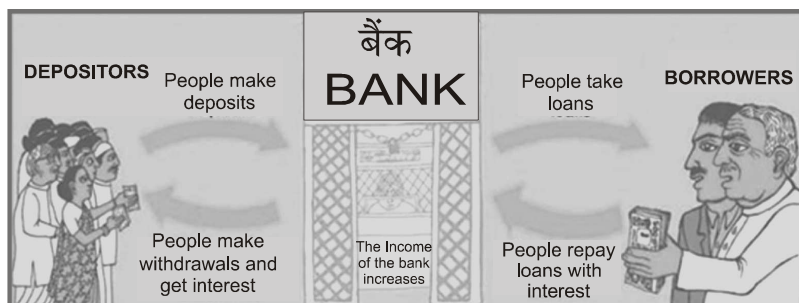 बैंक
BANK
DEPOSITORS
People make
deposits
People make
withdrawals and
get interest
The Income
of the bank
increases
People take
loans
BORROWERS
People repay
loans with
interest